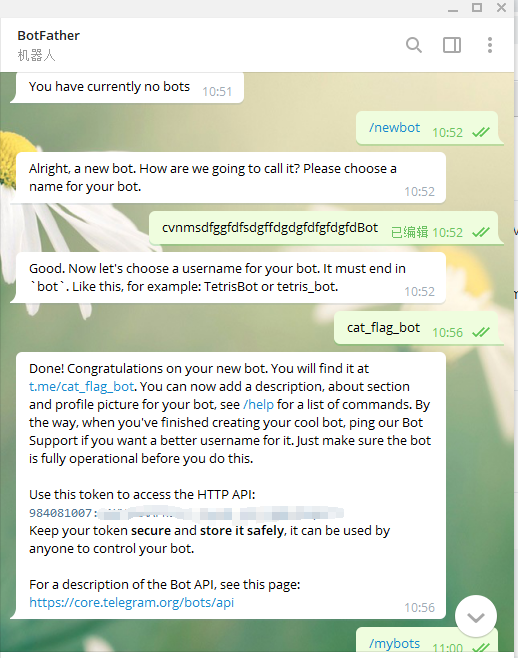 BotFather
机器人
You have currently no bots 10:51
/newbot 10:52
Alright, a new bot. How are we going to call it? Please choose a
name for your bot.
10:52
cvnmsdfggfdfsdgffdgdgfdfgfdgfdBot 已编辑 10:52
Good. Now let's choose a username for your bot. It must end in
`bot`. Like this, for example: TetrisBot or tetris_bot.
10:52
cat_flag_bot 10:56
Done! Congratulations on your new bot. You will find it at
t.me/cat_flag_bot. You can now add a description, about section
and profile picture for your bot, see /help for a list of commands. By
the way, when you've finished creating your cool bot, ping our Bot
Support if you want a better username for it. Just make sure the bot
is fully operational before you do this.
Use this token to access the HTTP API:
984081007:
Keep your token secure and store it safely, it can be used by
anyone to control your bot.
For a description of the Bot API, see this page:
https://core.telegram.org/bots/api
10:56
/mybots 11:00